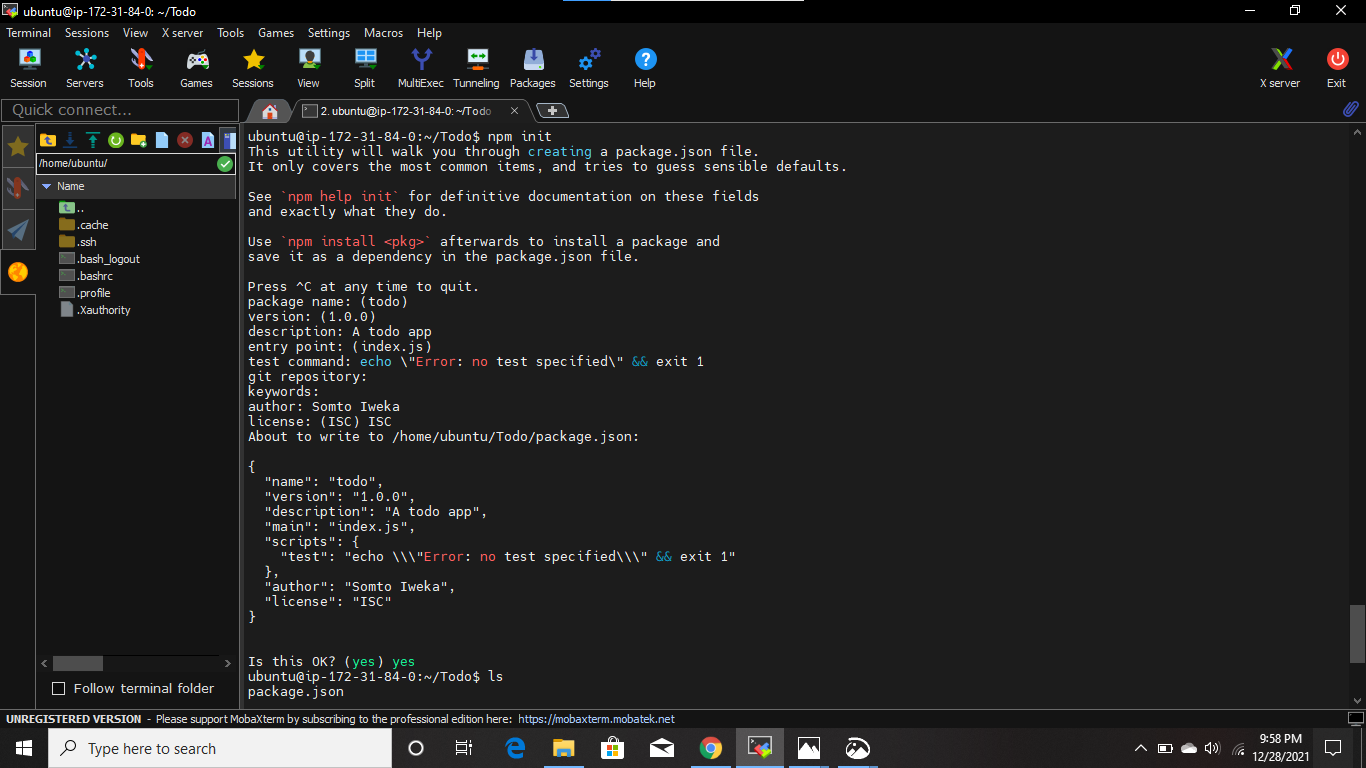 ubuntu@ip-172-31-84-0: ~/Todo
Terminal Sessions View X server Tools Games Settings Macros Help
Session Servers Tools Games Sessions View Split MultiExec Tunneling Packages Settings Help X server Exit
Quick connect...
2. ubuntu@ip-172-31-84-0: ~/Todo
/home/ubuntu/
Name
..
.cache
.ssh
.bash_logout
.bashrc
.profile
.Xauthority
Follow terminal folder
ubuntu@ip-172-31-84-0:~/Todo$ npm init
This utility will walk you through creating a package.json file.
It only covers the most common items, and tries to guess sensible defaults.
See `npm help init` for definitive documentation on these fields
and exactly what they do.
Use `npm install <pkg>` afterwards to install a package and
save it as a dependency in the package.json file.
Press ^C at any time to quit.
package name: (todo)
version: (1.0.0)
description: A todo app
entry point: (index.js)
test command: echo \"Error: no test specified\" && exit 1
git repository:
keywords:
author: Somto Iweka
license: (ISC) ISC
About to write to /home/ubuntu/Todo/package.json:
{
  "name": "todo",
  "version": "1.0.0",
  "description": "A todo app",
  "main": "index.js",
  "scripts": {
    "test": "echo \\\"Error: no test specified\\\" && exit 1"
  },
  "author": "Somto Iweka",
  "license": "ISC"
}
Is this OK? (yes) yes
ubuntu@ip-172-31-84-0:~/Todo$ ls
package.json
UNREGISTERED VERSION - Please support MobaXterm by subscribing to the professional edition here: https://mobaxterm.mobatek.net
Type here to search
9:58 PM
12/28/2021